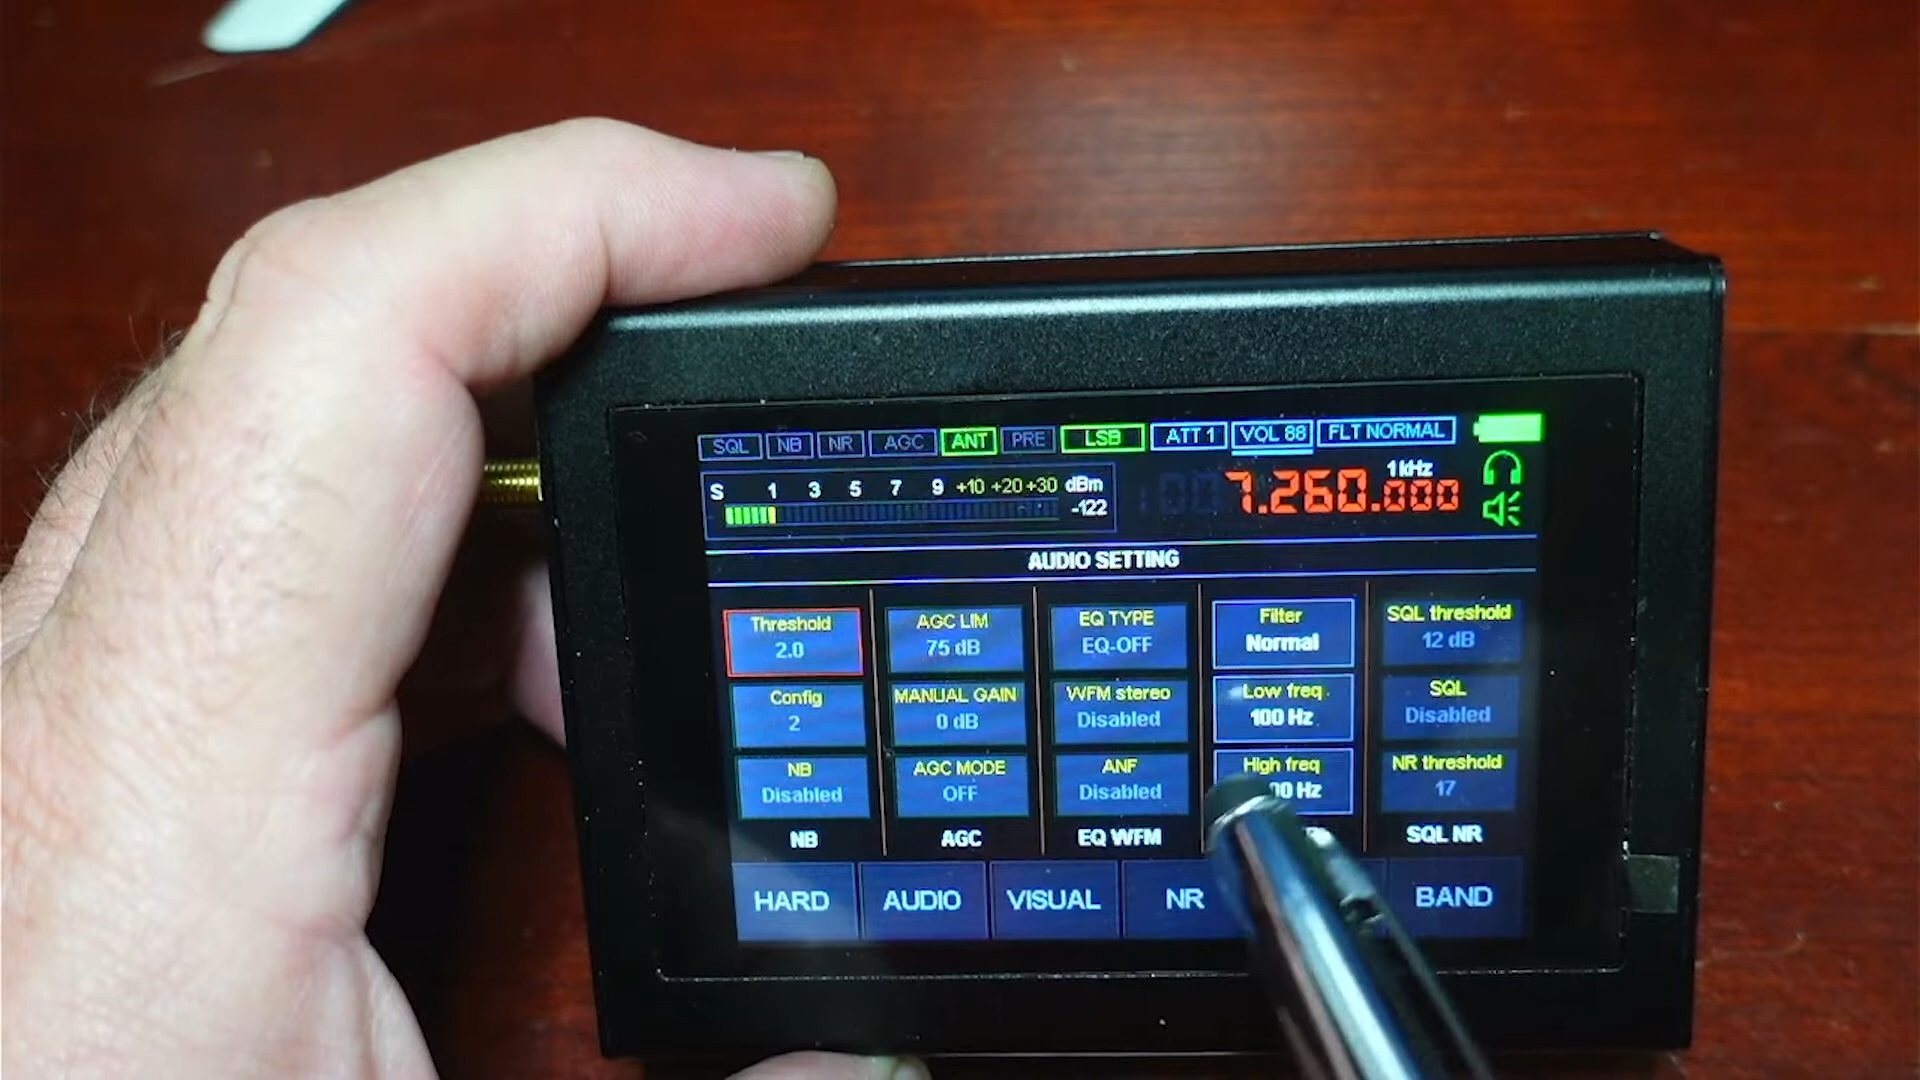 SQL NB NR AGC ANT PRE LSB ATT 1 VOL 88 FLT NORMAL
S 1 3 5 7 9 +10 +20 +30 dBm
-122
1kHz
7.260.000
AUDIO SETTING
Threshold
2.0
AGC LIM
75 dB
EQ TYPE
EQ-OFF
Filter
Normal
SQL threshold
12 dB
Config
2
MANUAL GAIN
0 dB
WFM stereo
Disabled
Low freq
100 Hz
SQL
Disabled
NB
Disabled
AGC MODE
OFF
ANF
Disabled
High freq
Hz
NR threshold
17
NB AGC EQ WFM SQL NR
HARD AUDIO VISUAL NR BAND